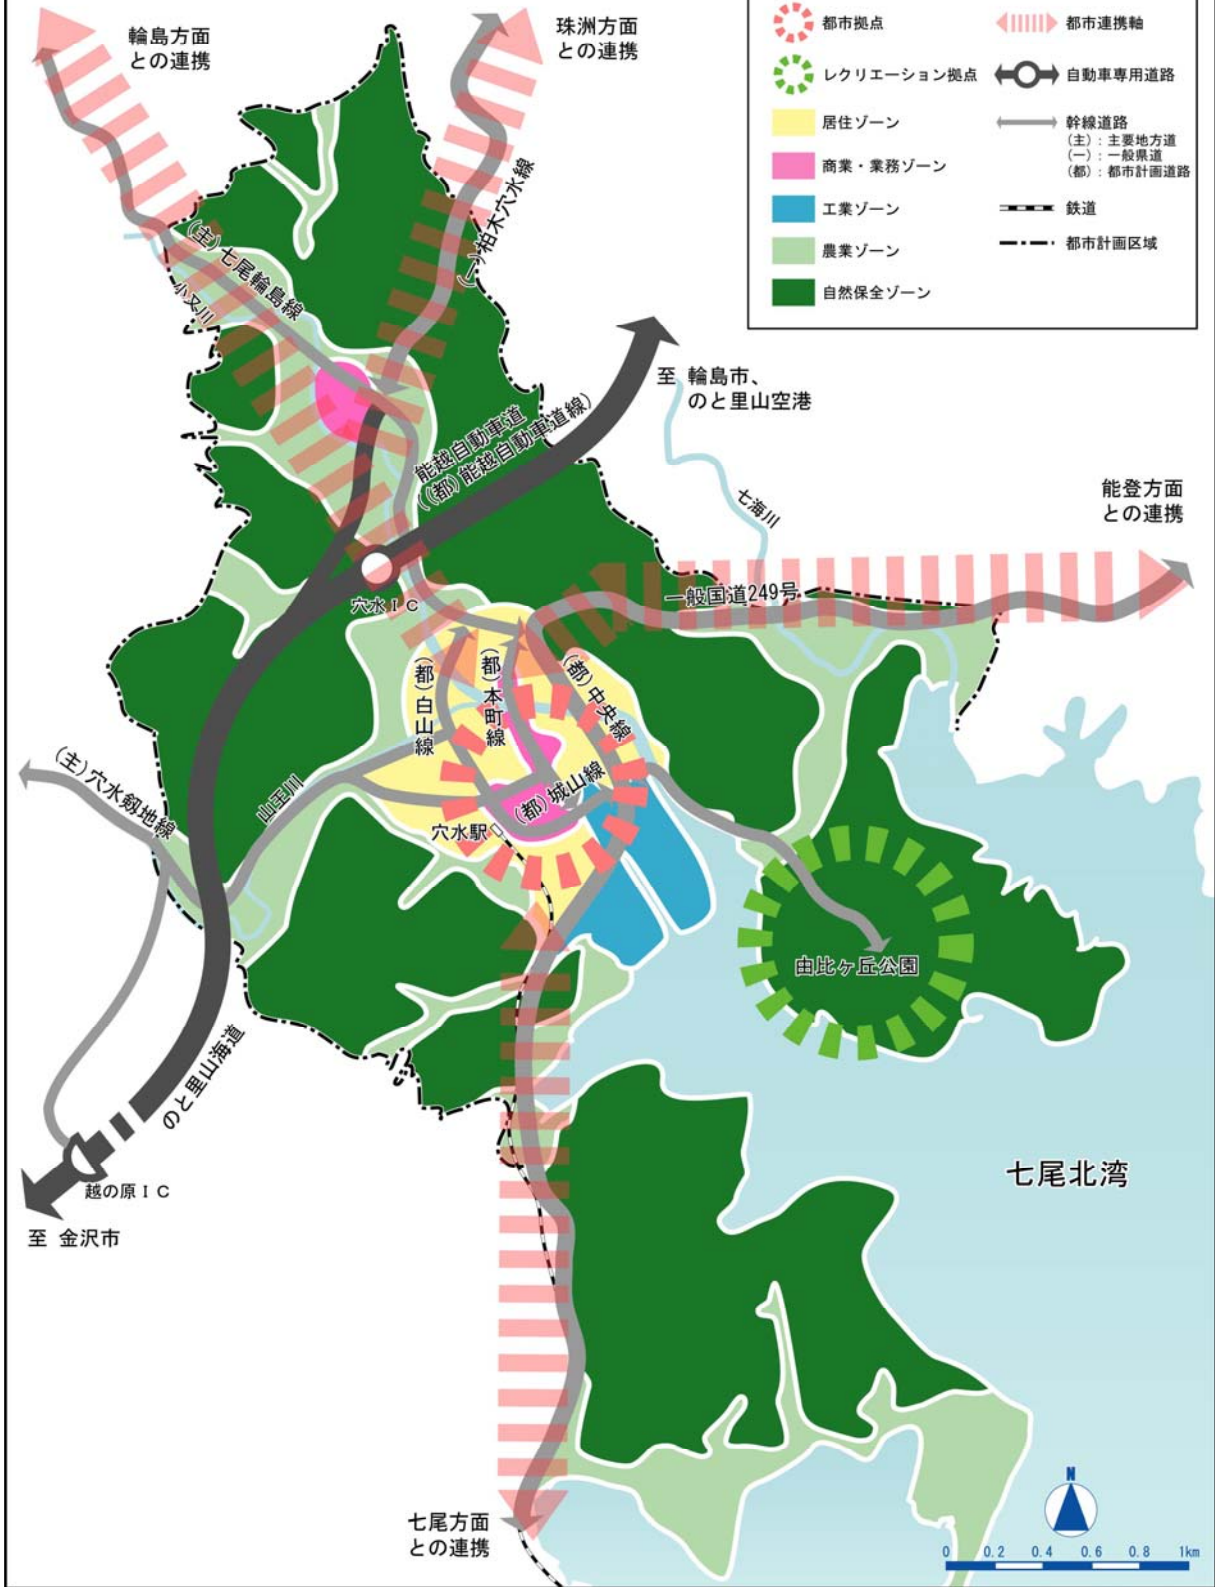 輪島方面
との連携
珠洲方面
との連携
都市拠点
レクリエーション拠点
居住ゾーン
商業・業務ゾーン
工業ゾーン
農業ゾーン
自然保全ゾーン
都市連携軸
自動車専用道路
幹線道路
(主)：主要地方道
(一)：一般県道
(都)：都市計画道路
鉄道
都市計画区域
(主)七尾輪島線
小又川
(一)柏木穴水線
至 輪島市、
のと里山空港
能越自動車道
((都)能越自動車道線)
七海川
能登方面
との連携
一般国道249号
穴水ＩＣ
(都)白山線
(都)本町線
(都)中央線
(主)穴水剱地線
山王川
(都)城山線
穴水駅
由比ヶ丘公園
のと里山海道
越の原ＩＣ
至 金沢市
七尾北湾
七尾方面
との連携
N
0 0.2 0.4 0.6 0.8 1km